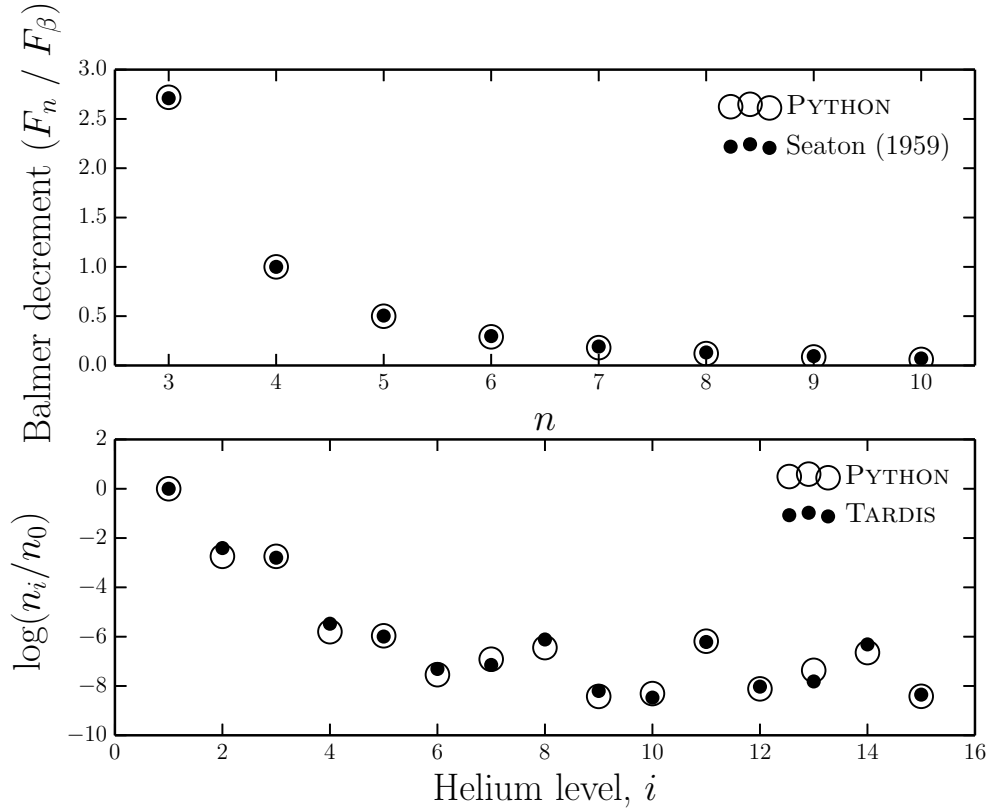 Balmer decrement (F_n / F_β)
3.0
2.5
2.0
1.5
1.0
0.5
0.0
3 4 5 6 7 8 9 10
n
PYTHON
Seaton (1959)
log(n_i/n_0)
2
0
−2
−4
−6
−8
−10
0 2 4 6 8 10 12 14 16
Helium level, i
PYTHON
TARDIS